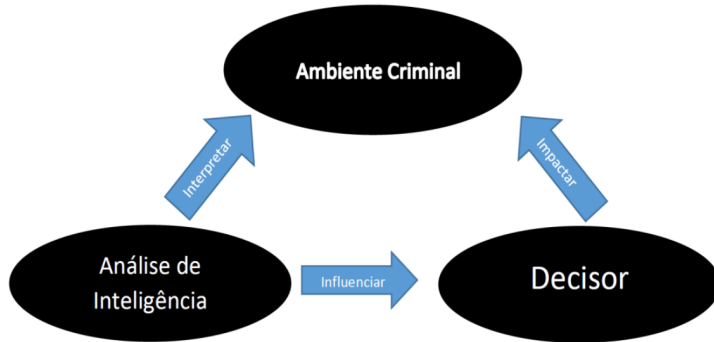 Ambiente Criminal
Interpretar
Impactar
Análise de
Inteligência
Influenciar
Decisor